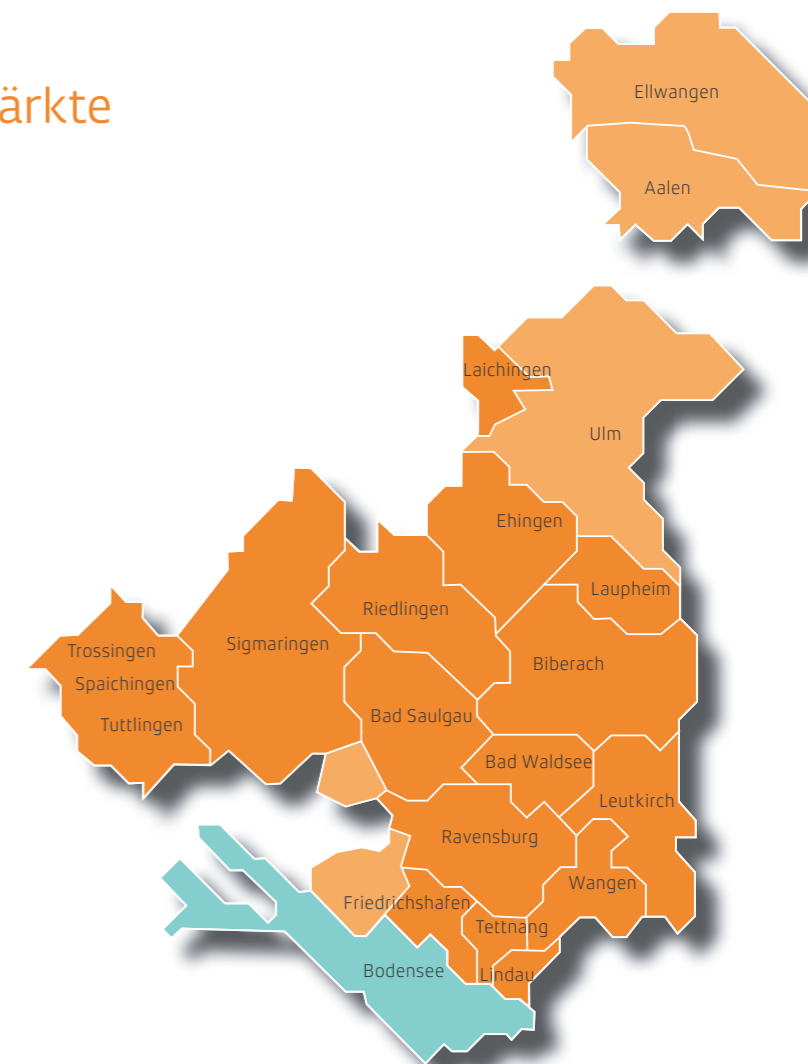 ärkte
Ellwangen
Aalen
Laichingen
Ulm
Ehingen
Laupheim
Riedlingen
Trossingen
Sigmaringen
Biberach
Spaichingen
Tuttlingen
Bad Saulgau
Bad Waldsee
Leutkirch
Ravensburg
Wangen
Friedrichshafen
Tettnang
Bodensee
Lindau